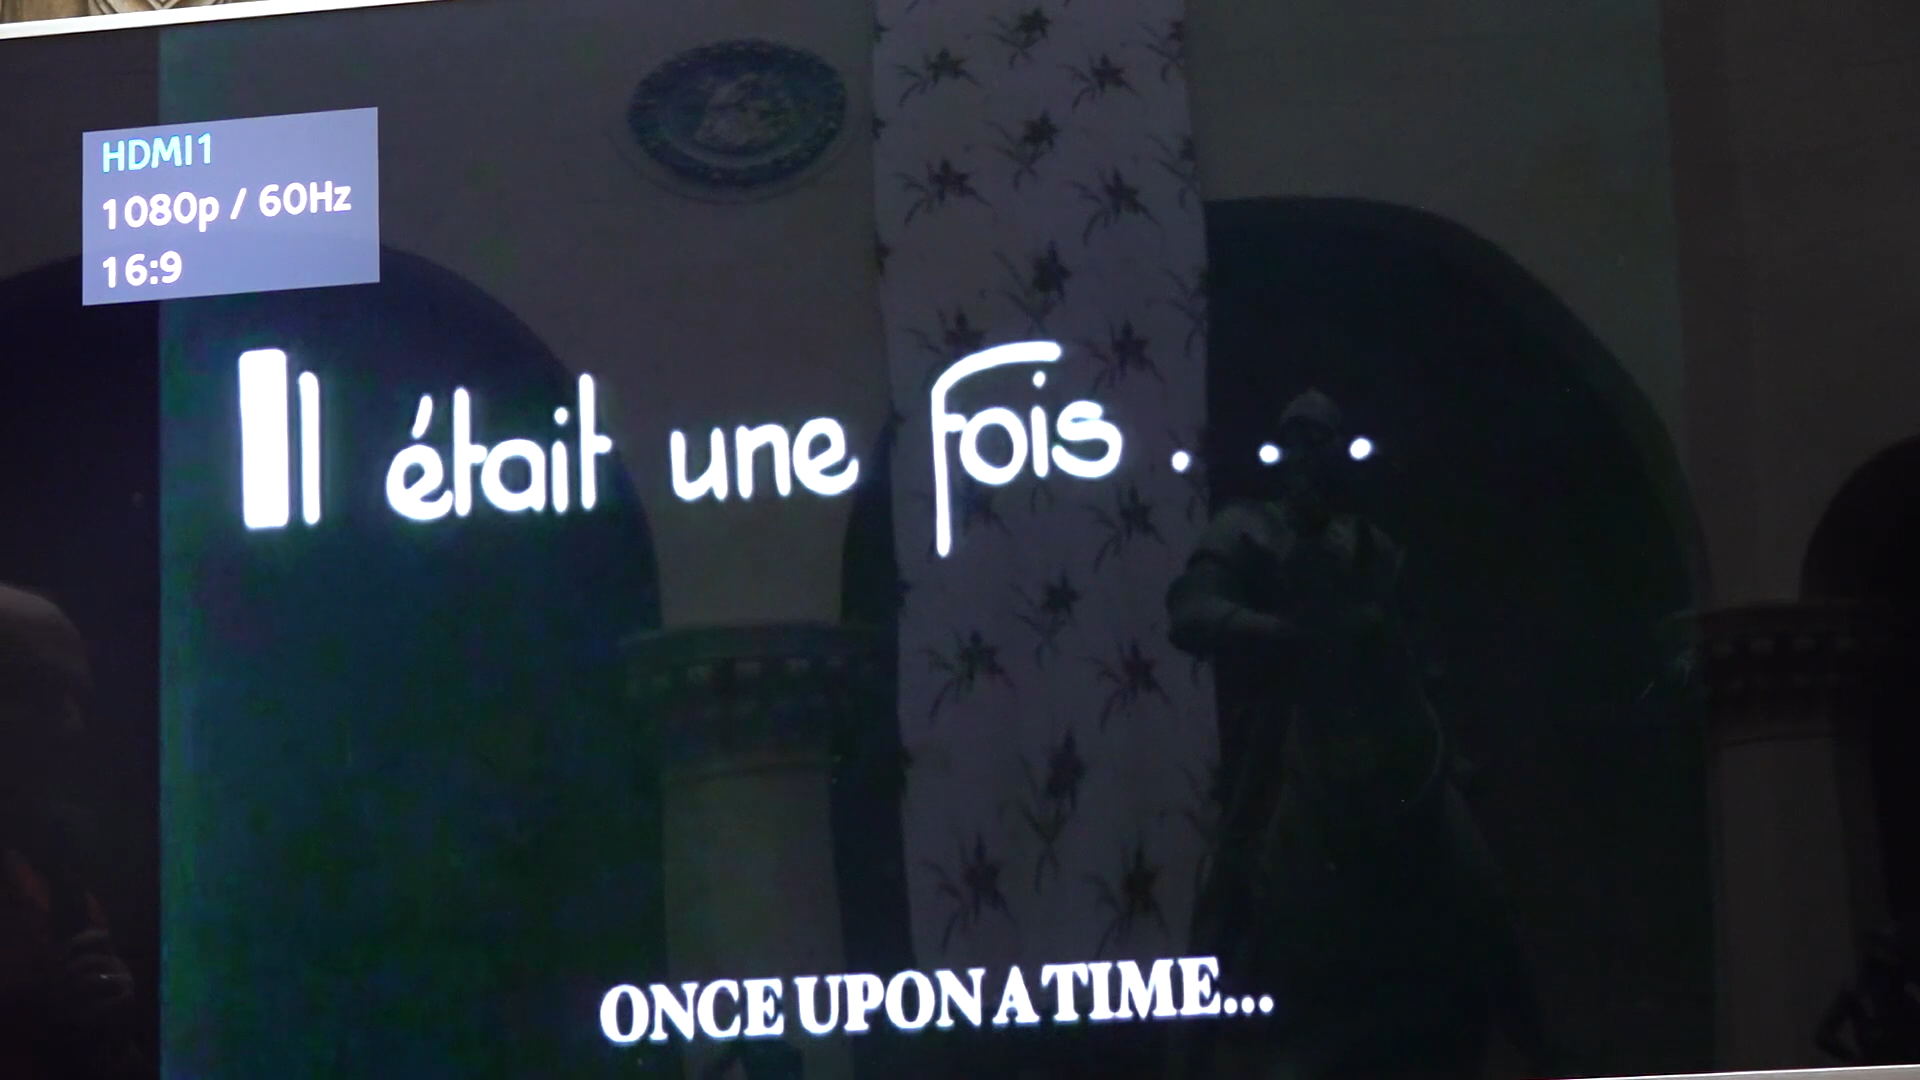 HDMI1
1080p / 60Hz
16:9
Il était une fois...
ONCE UPON A TIME...